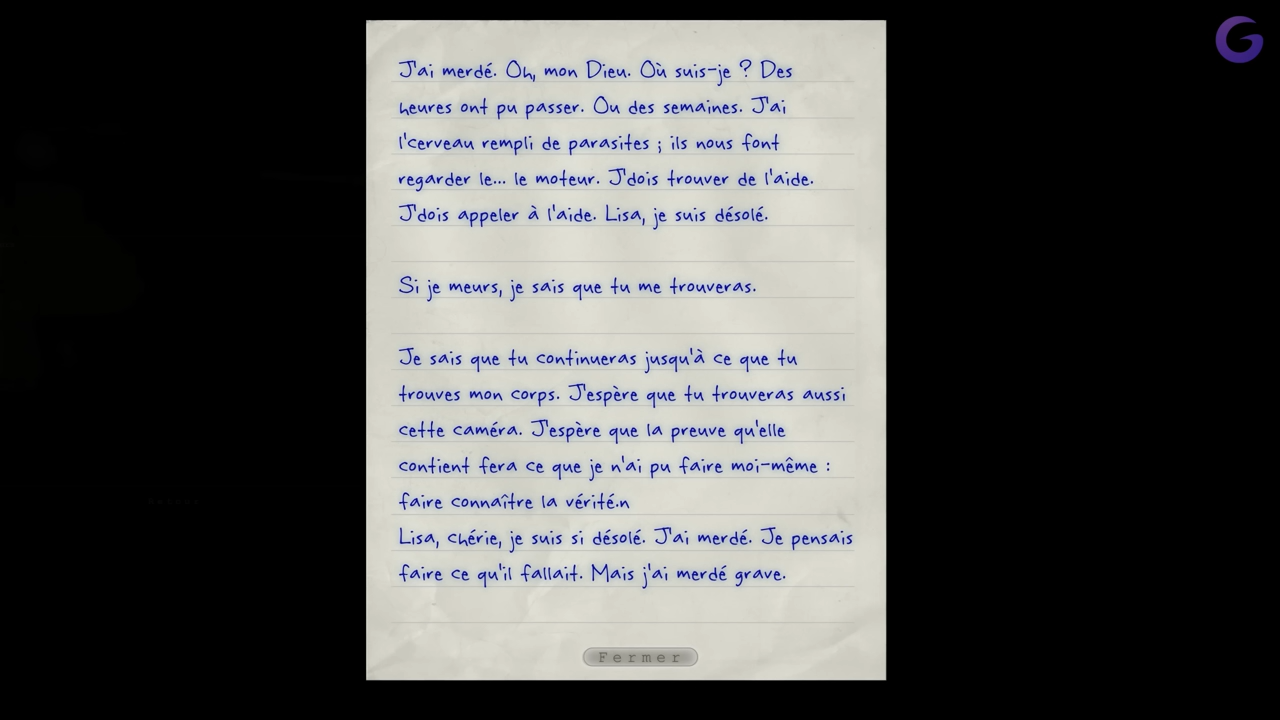 J'ai merdé. Oh, mon Dieu. Où suis-je ? Des
heures ont pu passer. Ou des semaines. J'ai
l'cerveau rempli de parasites ; ils nous font
regarder le... le moteur. J'dois trouver de l'aide.
J'dois appeler à l'aide. Lisa, je suis désolé.
Si je meurs, je sais que tu me trouveras.
Je sais que tu continueras jusqu'à ce que tu
trouves mon corps. J'espère que tu trouveras aussi
cette caméra. J'espère que la preuve qu'elle
contient fera ce que je n'ai pu faire moi-même :
faire connaître la vérité.n
Lisa, chérie, je suis si désolé. J'ai merdé. Je pensais
faire ce qu'il fallait. Mais j'ai merdé grave.
Fermer